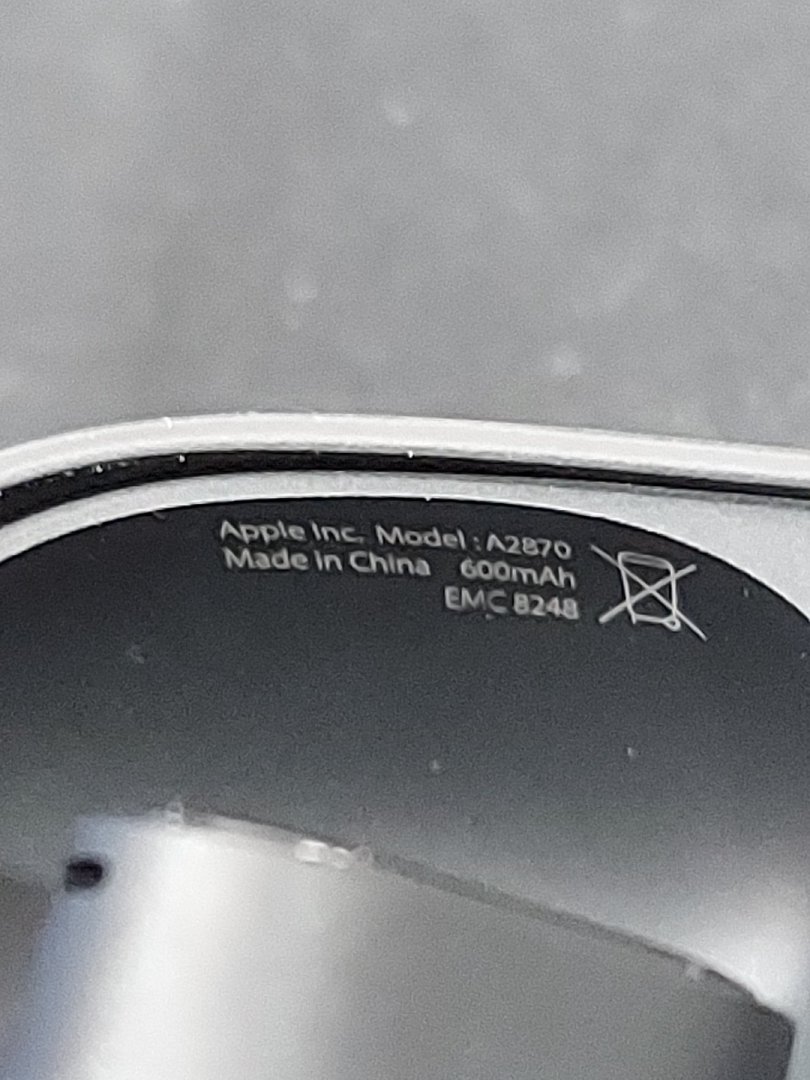 Apple Inc. Model : A2870
Made in China 600mAh
EMC 8248